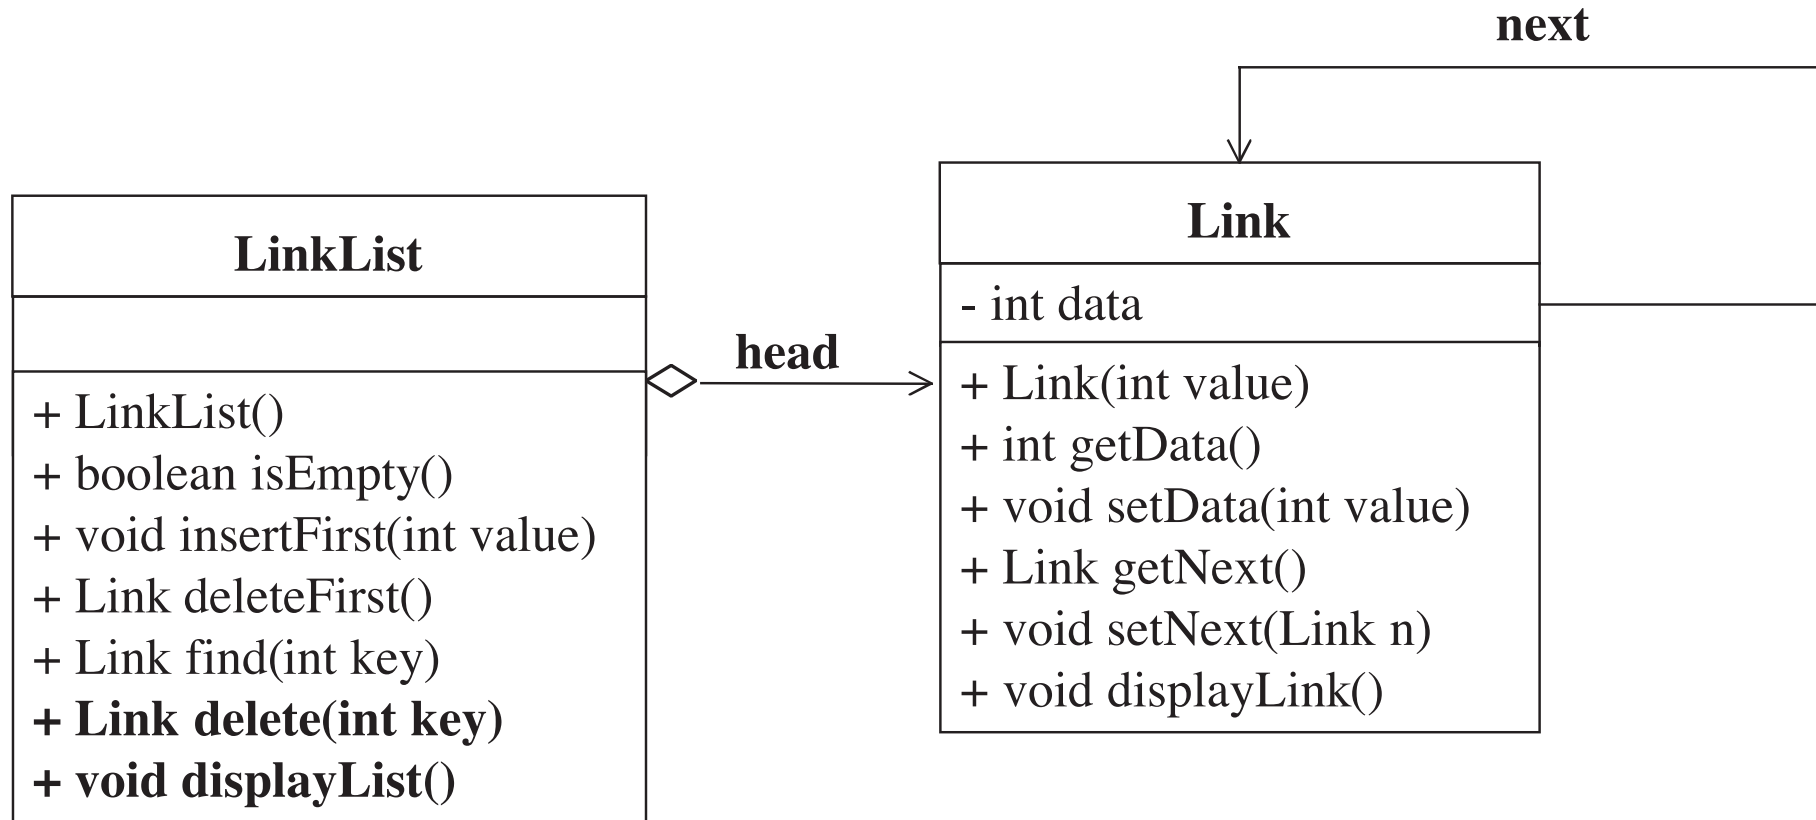 next
LinkList
+ LinkList()
+ boolean isEmpty()
+ void insertFirst(int value)
+ Link deleteFirst()
+ Link find(int key)
+ Link delete(int key)
+ void displayList()
head
Link
- int data
+ Link(int value)
+ int getData()
+ void setData(int value)
+ Link getNext()
+ void setNext(Link n)
+ void displayLink()